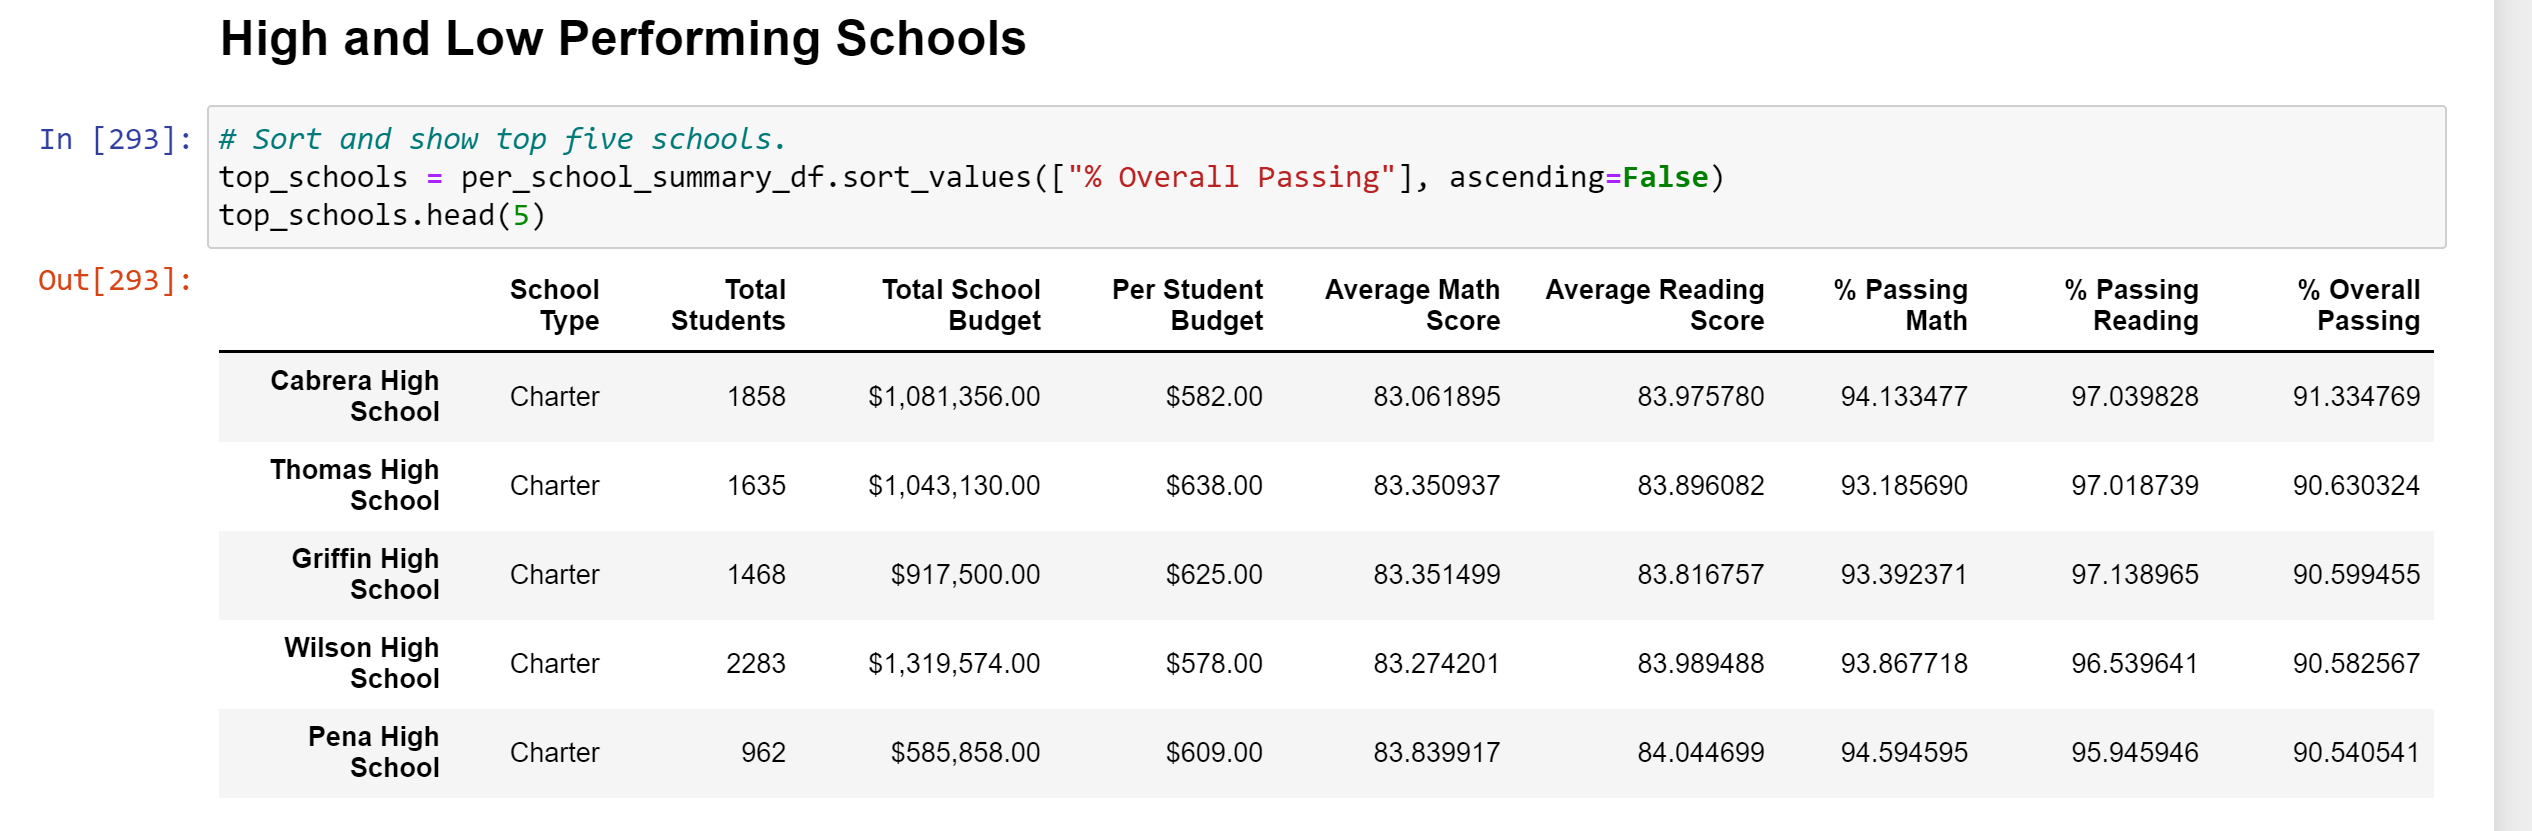 High and Low Performing Schools
In [293]:
# Sort and show top five schools.
top_schools = per_school_summary_df.sort_values(["% Overall Passing"], ascending=False)
top_schools.head(5)
Out[293]:
School Type Total Students Total School Budget Per Student Budget Average Math Score Average Reading Score % Passing Math % Passing Reading % Overall Passing
Cabrera High School Charter 1858 $1,081,356.00 $582.00 83.061895 83.975780 94.133477 97.039828 91.334769
Thomas High School Charter 1635 $1,043,130.00 $638.00 83.350937 83.896082 93.185690 97.018739 90.630324
Griffin High School Charter 1468 $917,500.00 $625.00 83.351499 83.816757 93.392371 97.138965 90.599455
Wilson High School Charter 2283 $1,319,574.00 $578.00 83.274201 83.989488 93.867718 96.539641 90.582567
Pena High School Charter 962 $585,858.00 $609.00 83.839917 84.044699 94.594595 95.945946 90.540541